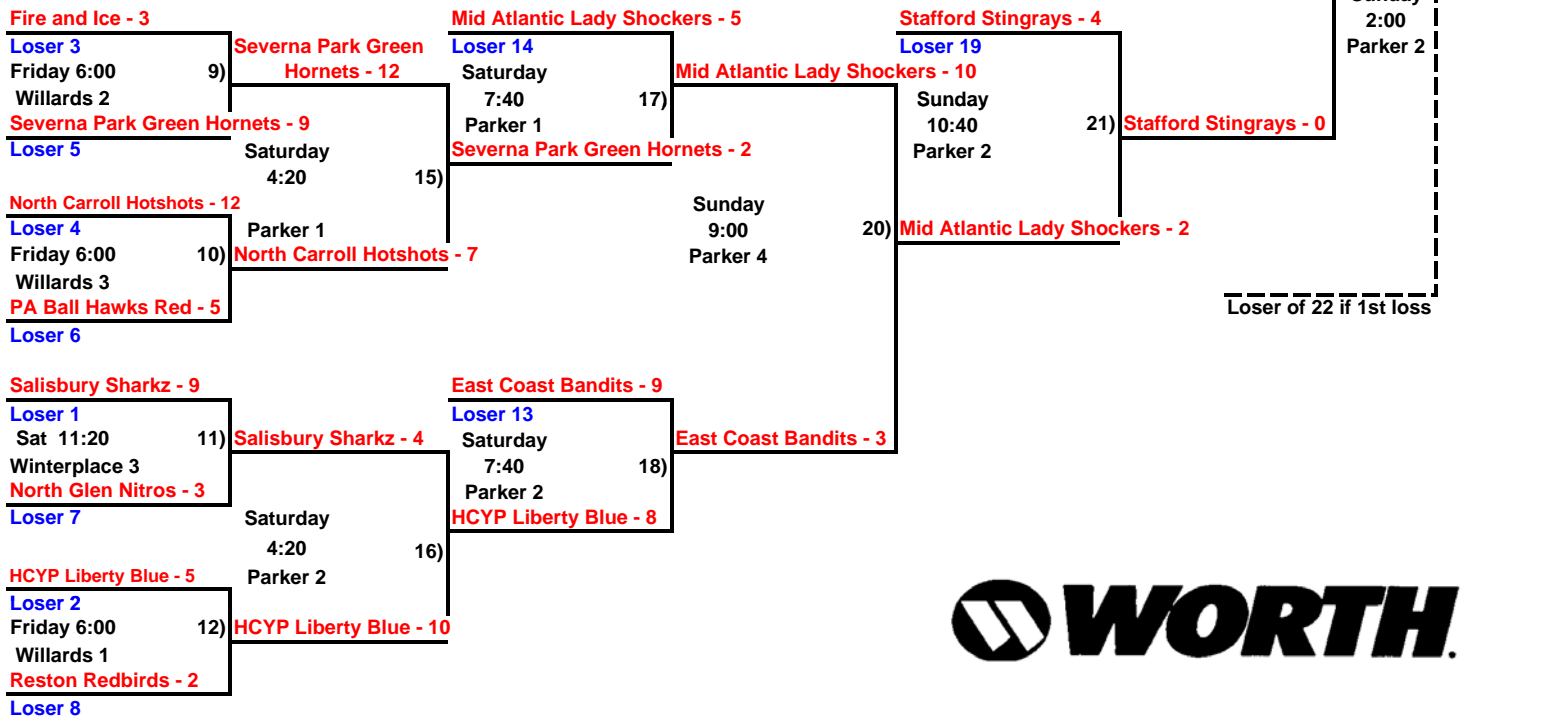 Fire and Ice - 3
Loser 3
Friday 6:00
9)
Willards 2
Severna Park Green Hornets - 9
Loser 5
North Carroll Hotshots - 12
Loser 4
Friday 6:00
10)
Willards 3
PA Ball Hawks Red - 5
Loser 6
Salisbury Sharkz - 9
Loser 1
Sat 11:20
11)
Winterplace 3
North Glen Nitros - 3
Loser 7
HCYP Liberty Blue - 5
Loser 2
Friday 6:00
12)
Willards 1
Reston Redbirds - 2
Loser 8
Severna Park Green
Hornets - 12
Saturday
4:20
15)
Parker 1
North Carroll Hotshots - 7
Salisbury Sharkz - 4
Saturday
4:20
16)
Parker 2
HCYP Liberty Blue - 10
Mid Atlantic Lady Shockers - 5
Loser 14
Saturday
7:40
17)
Parker 1
Severna Park Green Hornets - 2
East Coast Bandits - 9
Loser 13
Saturday
7:40
18)
Parker 2
HCYP Liberty Blue - 8
Mid Atlantic Lady Shockers - 10
Sunday
9:00
20)
Parker 4
East Coast Bandits - 3
Stafford Stingrays - 4
Loser 19
Sunday
10:40
21)
Parker 2
Mid Atlantic Lady Shockers - 2
Stafford Stingrays - 0
Sunday
2:00
Parker 2
Loser of 22 if 1st loss
WORTH.